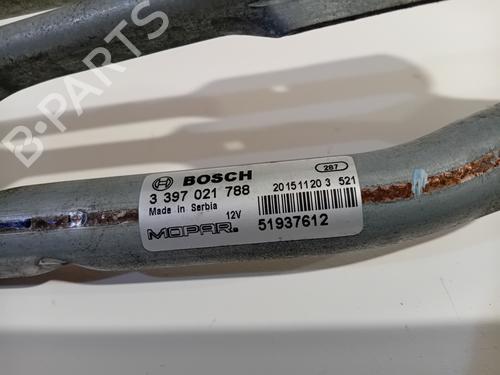 B-PARTS
BOSCH
287
3 397 021 788
20151120 3 521
Made in Serbia
12V
MOPAR.
51937612